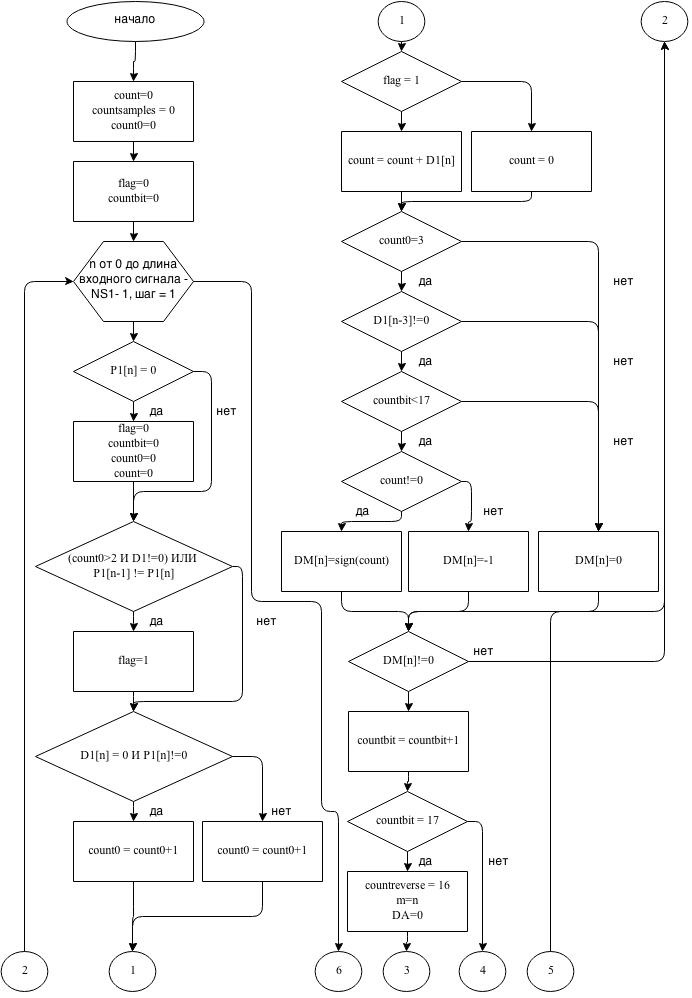 начало
count=0
countsamples = 0
count0=0
flag=0
countbit=0
n от 0 до длина
входного сигнала -
NS1- 1, шаг = 1
P1[n] = 0
да
нет
flag=0
countbit=0
count0=0
count=0
(count0>2 И D1!=0) ИЛИ
P1[n-1] != P1[n]
да
нет
flag=1
D1[n] = 0 И P1[n]!=0
да
нет
count0 = count0+1
count0 = count0+1
2
1
6
1
2
flag = 1
count = count + D1[n]
count = 0
count0=3
да
нет
D1[n-3]!=0
да
нет
countbit<17
да
нет
count!=0
да
нет
DM[n]=sign(count)
DM[n]=-1
DM[n]=0
DM[n]!=0
нет
countbit = countbit+1
countbit = 17
да
нет
countreverse = 16
m=n
DA=0
3
4
5